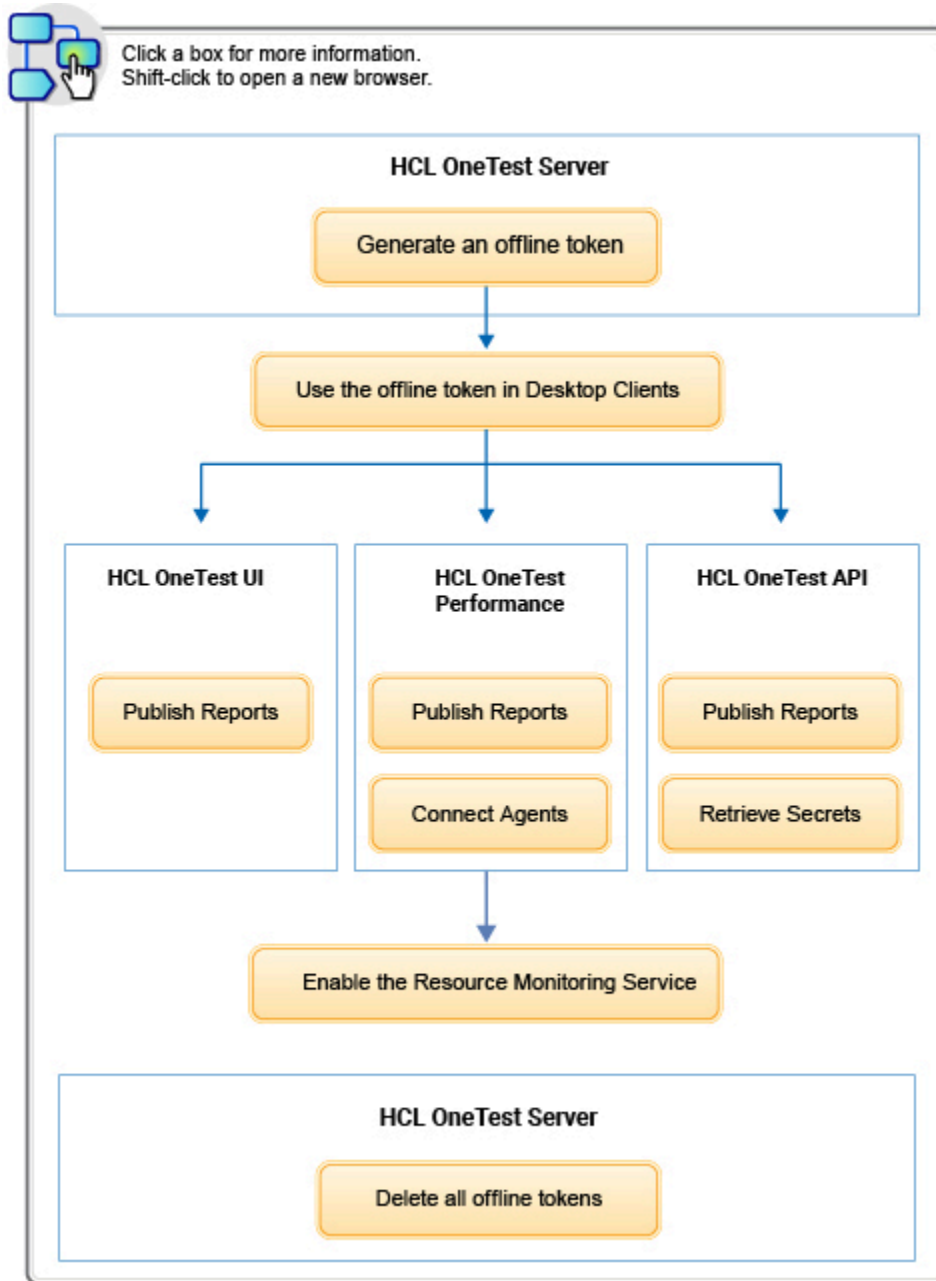 Click a box for more information.
Shift-click to open a new browser.
HCL OneTest Server
Generate an offline token
Use the offline token in Desktop Clients
HCL OneTest UI
Publish Reports
HCL OneTest
Performance
Publish Reports
Connect Agents
HCL OneTest API
Publish Reports
Retrieve Secrets
Enable the Resource Monitoring Service
HCL OneTest Server
Delete all offline tokens